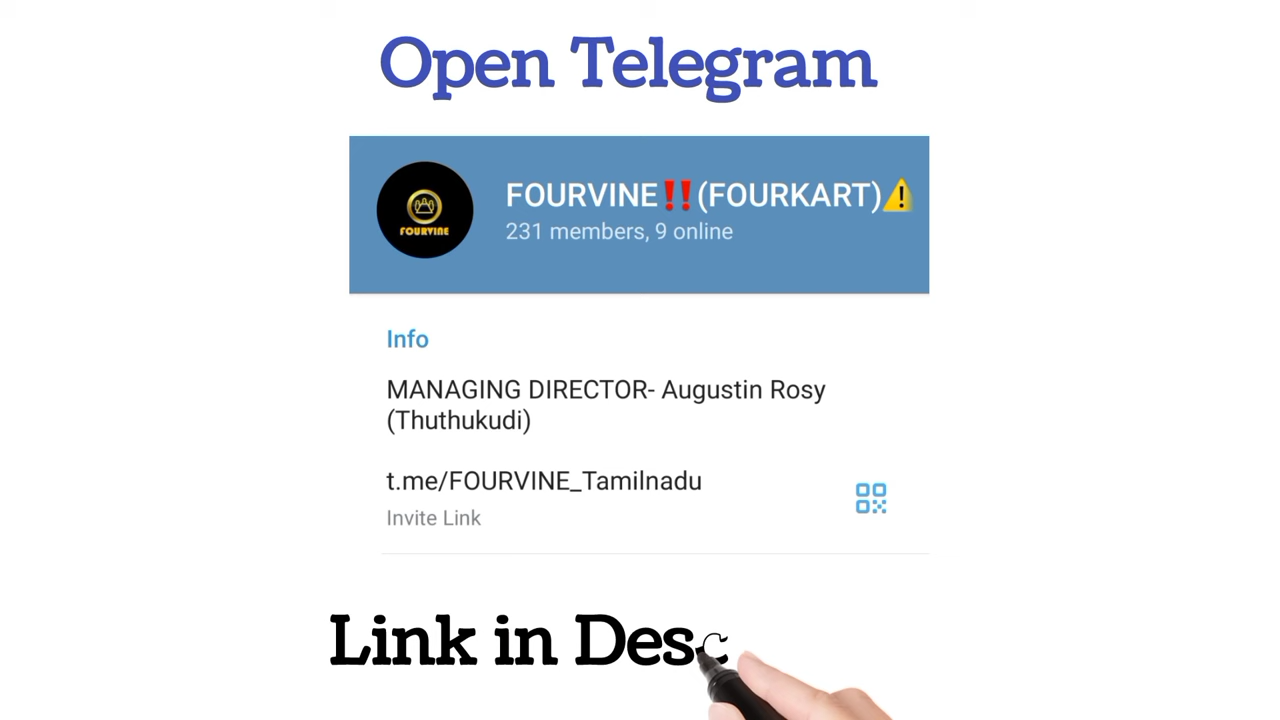 Open Telegram
FOURVINE
FOURVINE‼️(FOURKART)⚠️
231 members, 9 online
Info
MANAGING DIRECTOR- Augustin Rosy
(Thuthukudi)
t.me/FOURVINE_Tamilnadu
Invite Link
Link in Desc